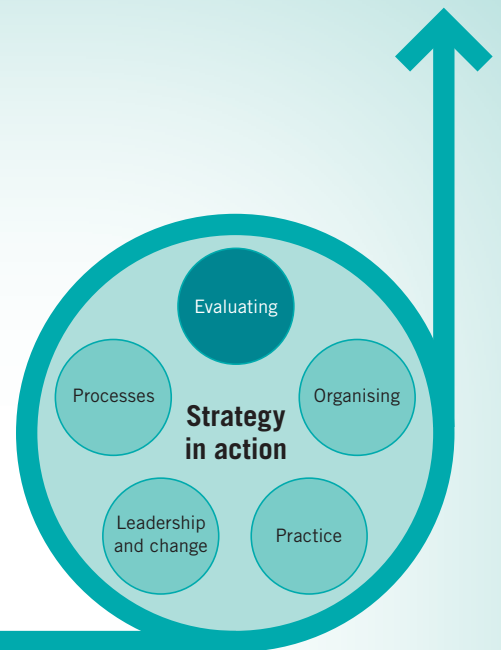 Evaluating
Processes
Organising
Strategy
in action
Leadership
and change
Practice